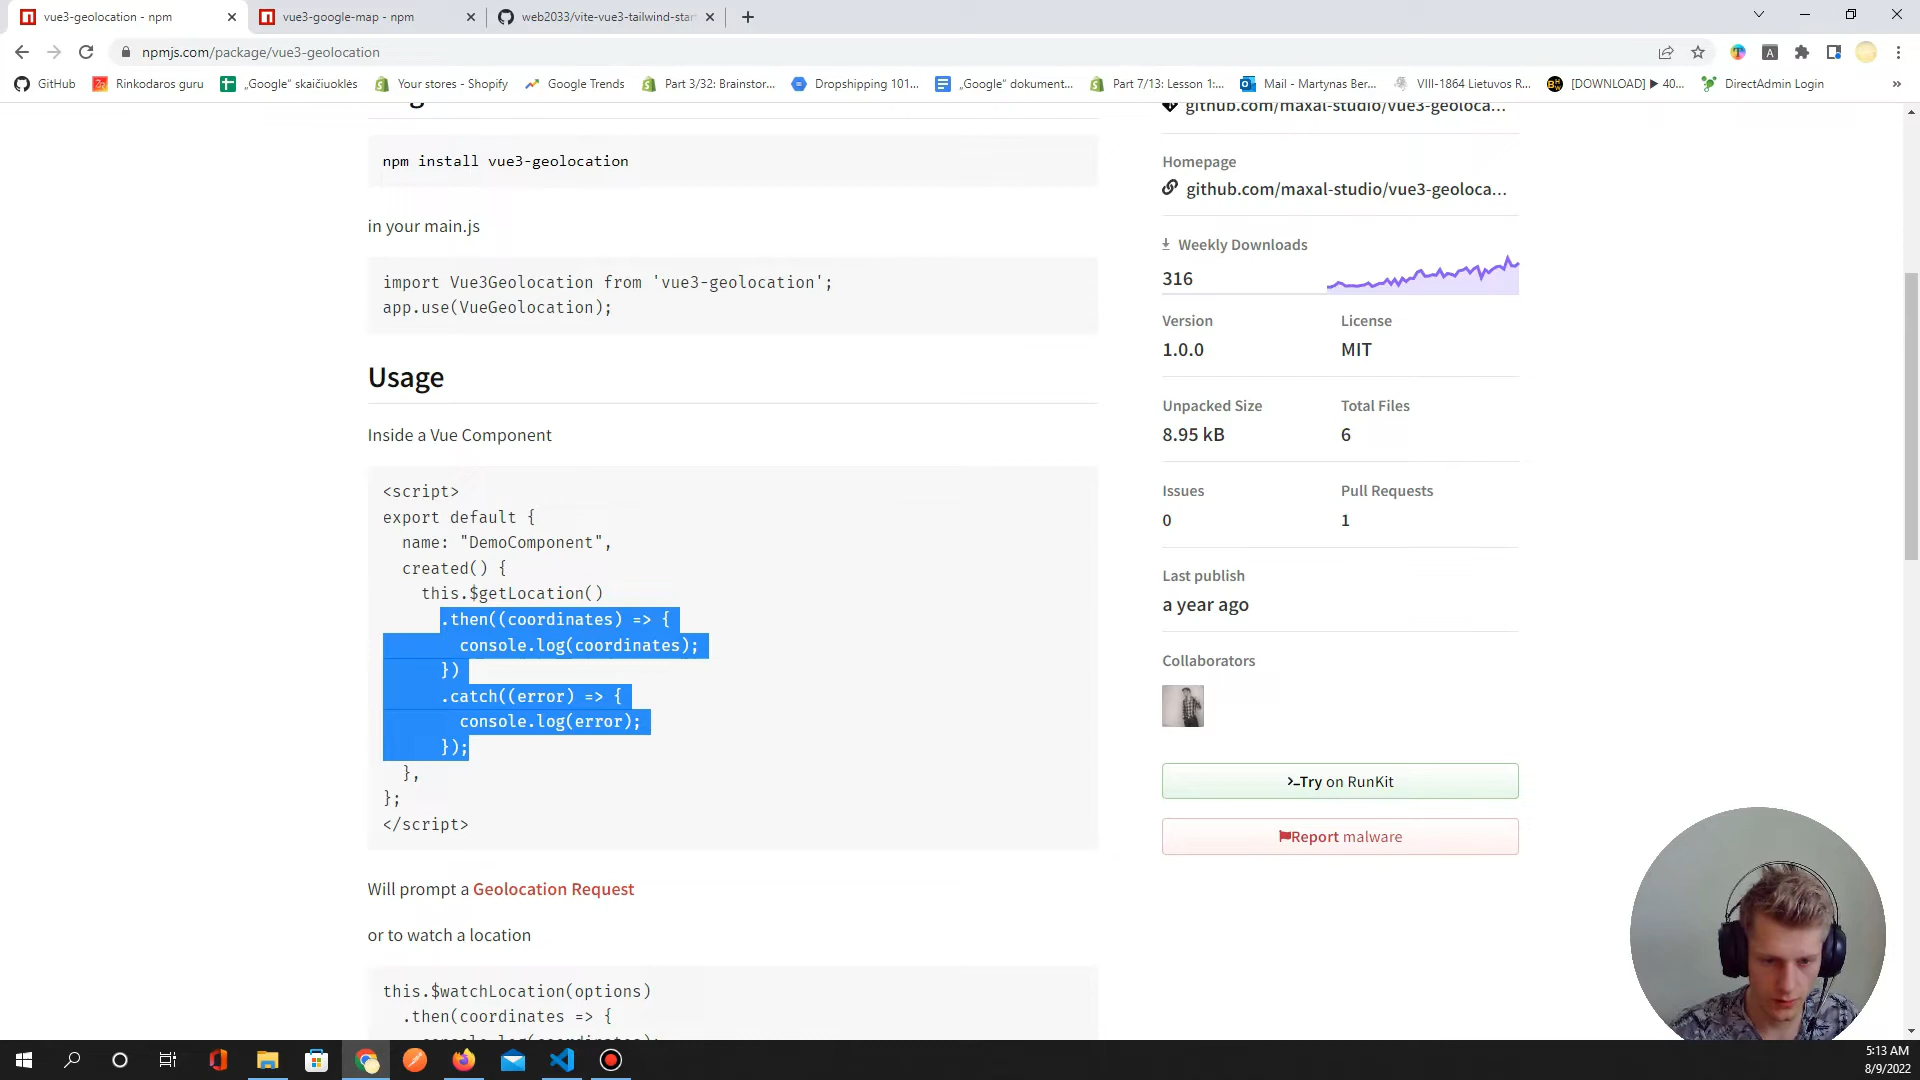 vue3-geolocation - npm
vue3-google-map - npm
web2033/vite-vue3-tailwind-star
npmjs.com/package/vue3-geolocation
GitHub
Rinkodaros guru
„Google“ skaičiuoklės
Your stores - Shopify
Google Trends
Part 3/32: Brainstor...
Dropshipping 101...
„Google“ dokument...
Part 7/13: Lesson 1:...
Mail - Martynas Ber...
VIII-1864 Lietuvos R...
[DOWNLOAD] ▶ 40...
DirectAdmin Login
»
npm install vue3-geolocation
in your main.js
import Vue3Geolocation from 'vue3-geolocation';
app.use(VueGeolocation);
Usage
Inside a Vue Component
<script>
export default {
name: "DemoComponent",
created() {
this.$getLocation()
.then((coordinates) => {
console.log(coordinates);
})
.catch((error) => {
console.log(error);
});
},
};
</script>
Will prompt a Geolocation Request
or to watch a location
this.$watchLocation(options)
.then(coordinates => {
github.com/maxal-studio/vue3-geoloca...
Homepage
github.com/maxal-studio/vue3-geoloca...
Weekly Downloads
316
Version
License
1.0.0
MIT
Unpacked Size
Total Files
8.95 kB
6
Issues
Pull Requests
0
1
Last publish
a year ago
Collaborators
Try on RunKit
Report malware
5:13 AM
8/9/2022